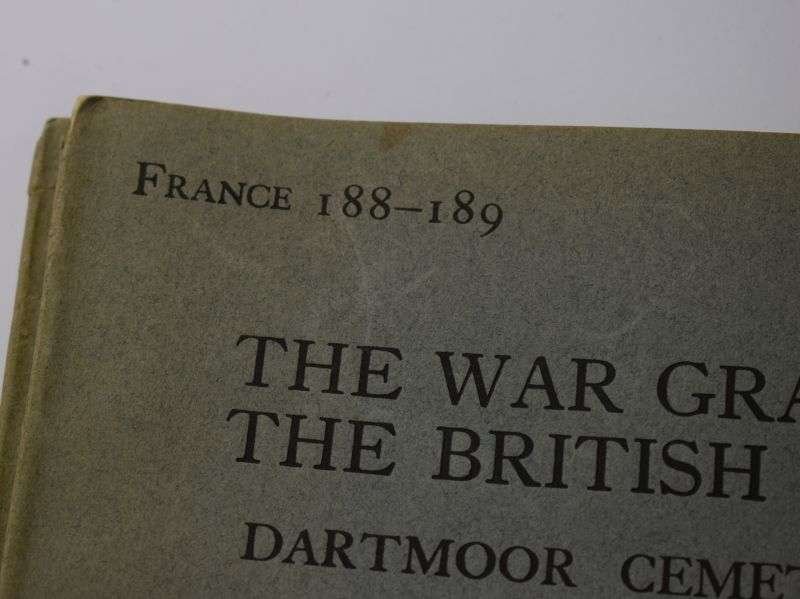 France 188–189
THE WAR GRA
THE BRITISH
DARTMOOR CEMET